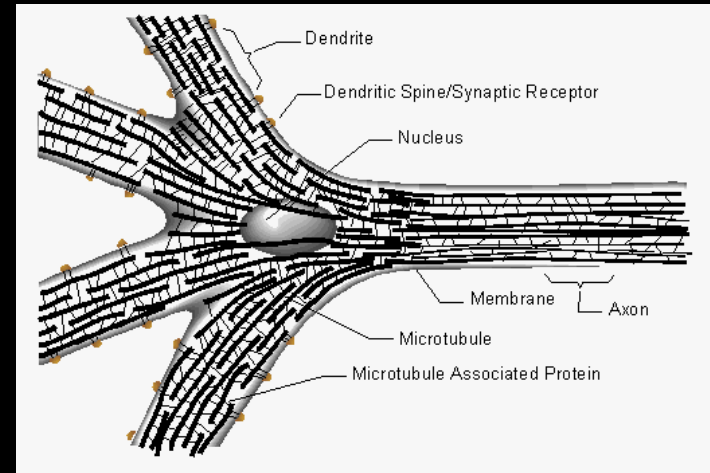 Dendrite
Dendritic Spine/Synaptic Receptor
Nucleus
Membrane
Axon
Microtubule
Microtubule Associated Protein